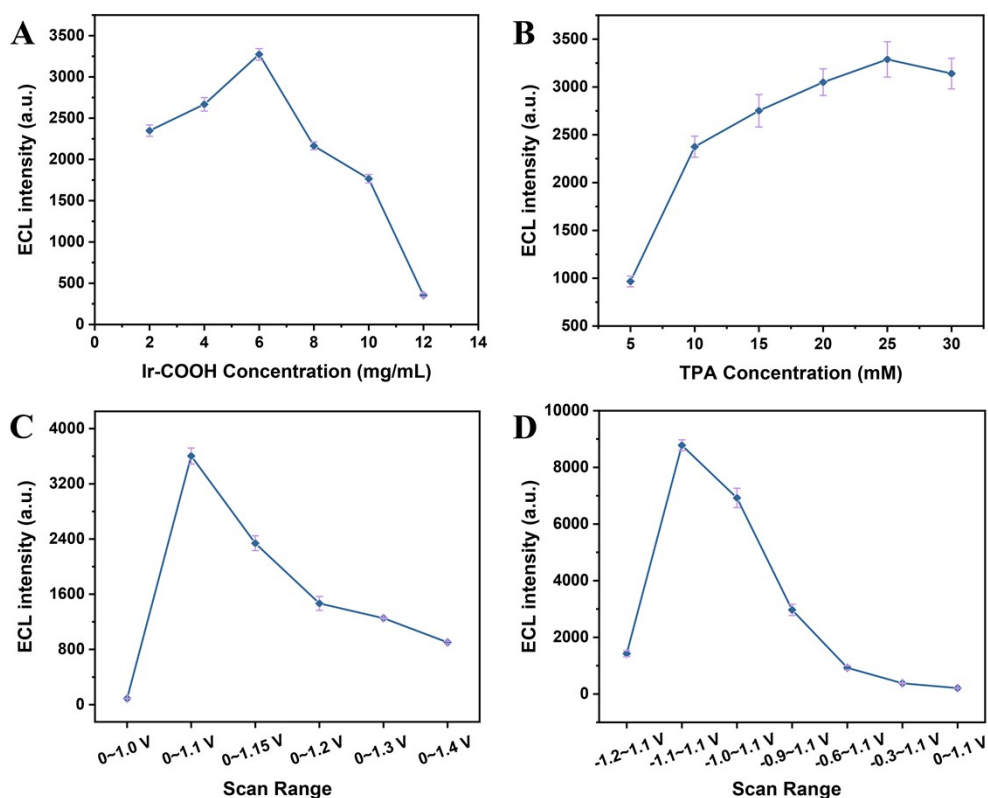 A
ECL intensity (a.u.)
3500
3000
2500
2000
1500
1000
500
0
0 2 4 6 8 10 12 14
Ir-COOH Concentration (mg/mL)
B
ECL intensity (a.u.)
3500
3000
2500
2000
1500
1000
500
5 10 15 20 25 30
TPA Concentration (mM)
C
ECL intensity (a.u.)
4000
3200
2400
1600
800
0
0~1.0 V 0~1.1 V 0~1.15 V 0~1.2 V 0~1.3 V 0~1.4 V
Scan Range
D
ECL intensity (a.u.)
10000
8000
6000
4000
2000
0
-1.2~1.1 V -1.1~1.1 V -1.0~1.1 V -0.9~1.1 V -0.6~1.1 V -0.3~1.1 V 0~1.1 V
Scan Range